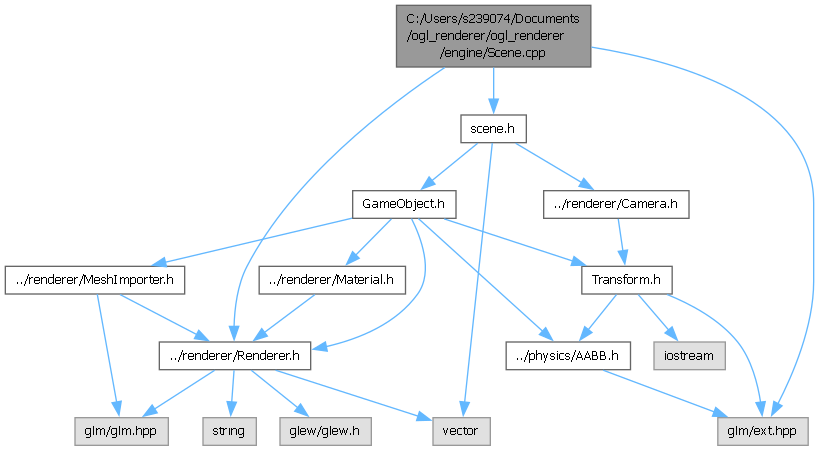 C:/Users/s239074/Documents
/ogl_renderer/ogl_renderer
/engine/Scene.cpp
scene.h
GameObject.h
../renderer/Camera.h
../renderer/MeshImporter.h
../renderer/Material.h
Transform.h
../renderer/Renderer.h
../physics/AABB.h
iostream
glm/glm.hpp
string
glew/glew.h
vector
glm/ext.hpp